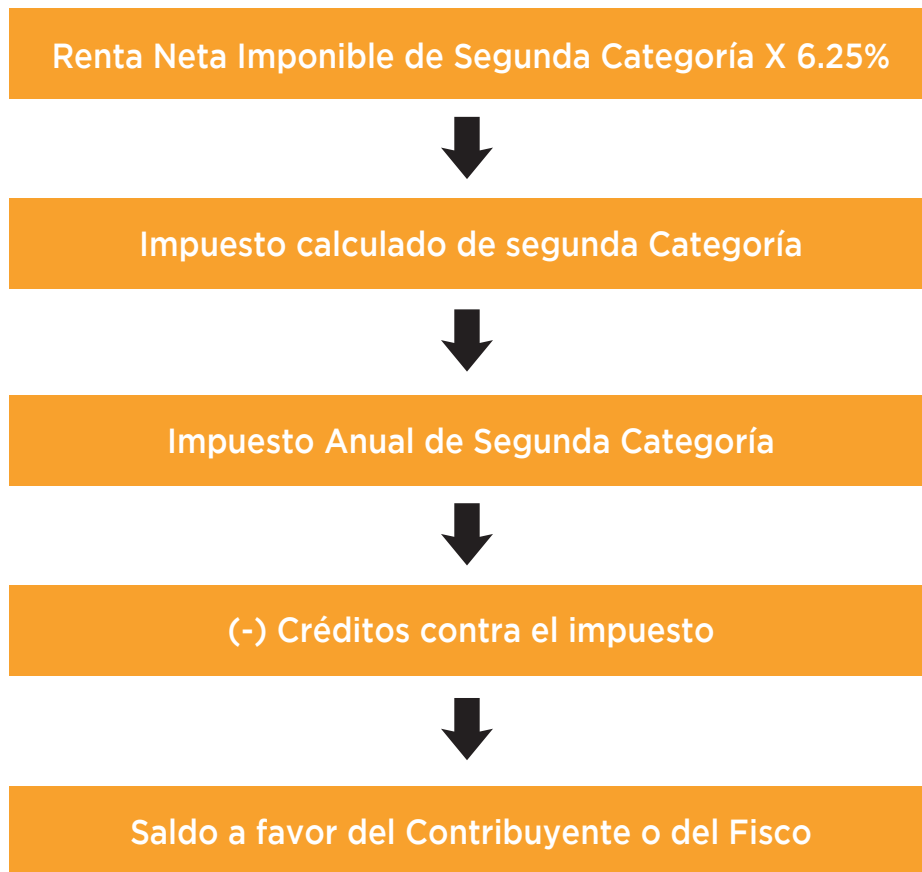 Renta Neta Imponible de Segunda Categoría X 6.25%
Impuesto calculado de segunda Categoría
Impuesto Anual de Segunda Categoría
(-) Créditos contra el impuesto
Saldo a favor del Contribuyente o del Fisco